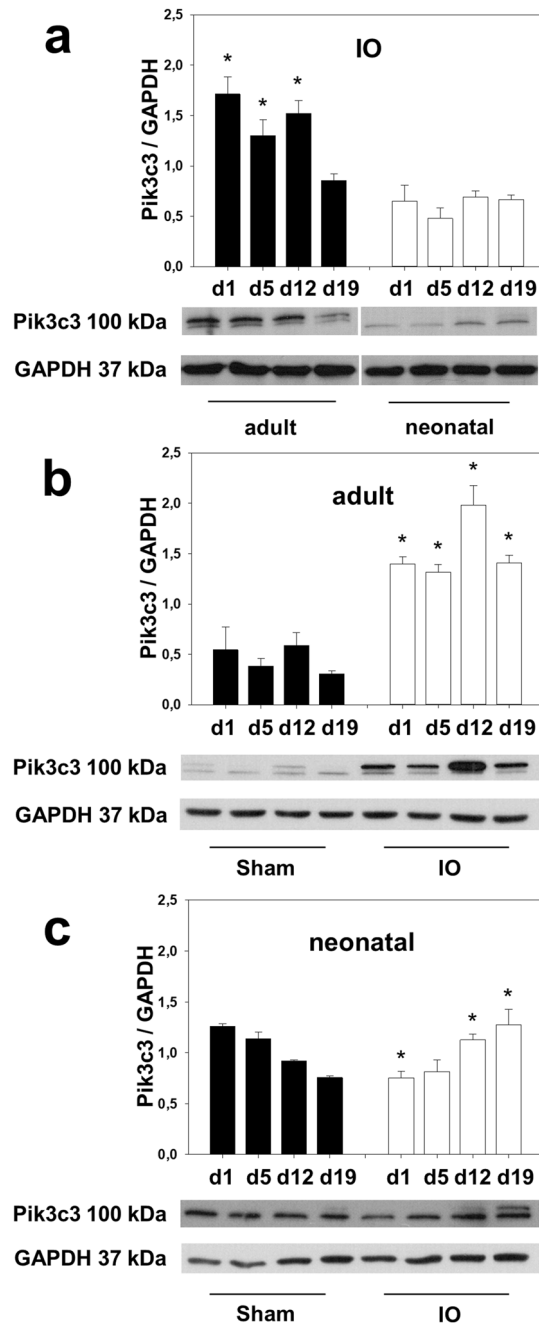 a
IO
Pik3c3 / GAPDH
2,5
2,0
1,5
1,0
0,5
0,0
* * *
d1 d5 d12 d19 d1 d5 d12 d19
Pik3c3 100 kDa
GAPDH 37 kDa
adult neonatal
b
adult
Pik3c3 / GAPDH
2,5
2,0
1,5
1,0
0,5
0,0
* * * *
d1 d5 d12 d19 d1 d5 d12 d19
Pik3c3 100 kDa
GAPDH 37 kDa
Sham IO
c
neonatal
Pik3c3 / GAPDH
2,5
2,0
1,5
1,0
0,5
0,0
* * *
d1 d5 d12 d19 d1 d5 d12 d19
Pik3c3 100 kDa
GAPDH 37 kDa
Sham IO